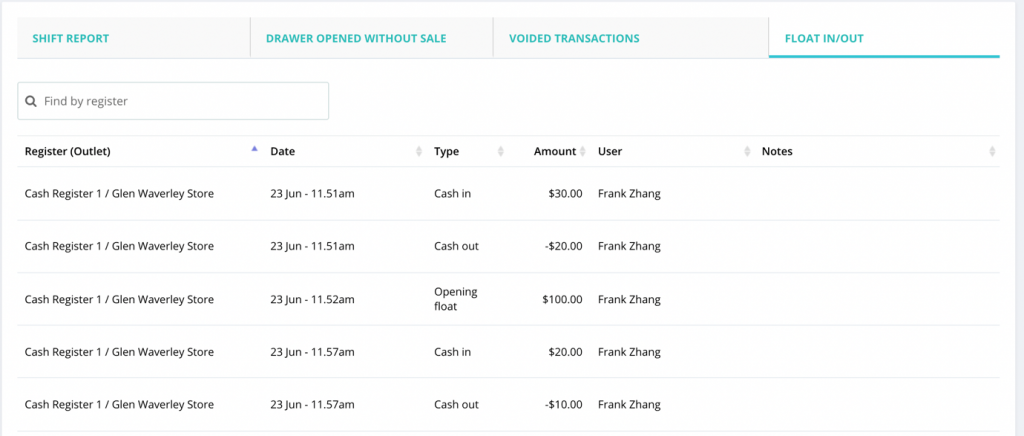 SHIFT REPORT DRAWER OPENED WITHOUT SALE VOIDED TRANSACTIONS FLOAT IN/OUT
Find by register
Register (Outlet) Date Type Amount User Notes
Cash Register 1 / Glen Waverley Store 23 Jun - 11.51am Cash in $30.00 Frank Zhang
Cash Register 1 / Glen Waverley Store 23 Jun - 11.51am Cash out -$20.00 Frank Zhang
Cash Register 1 / Glen Waverley Store 23 Jun - 11.52am Opening float $100.00 Frank Zhang
Cash Register 1 / Glen Waverley Store 23 Jun - 11.57am Cash in $20.00 Frank Zhang
Cash Register 1 / Glen Waverley Store 23 Jun - 11.57am Cash out -$10.00 Frank Zhang